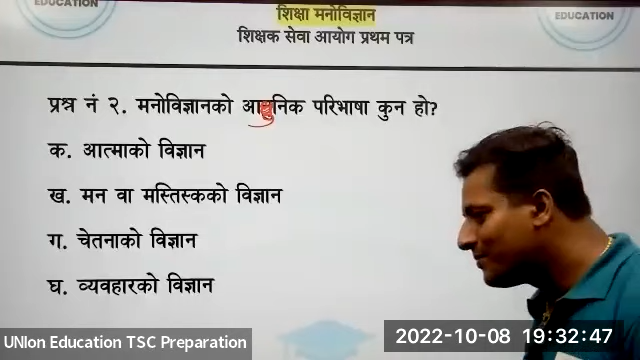 EDUCATION
EDUCATION
शिक्षा मनोविज्ञान
शिक्षक सेवा आयोग प्रथम पत्र
प्रश्न नं २. मनोविज्ञानको आधुनिक परिभाषा कुन हो?
क. आत्माको विज्ञान
ख. मन वा मस्तिस्कको विज्ञान
ग. चेतनाको विज्ञान
घ. व्यवहारको विज्ञान
UNIon Education TSC Preparation
2022-10-08 19:32:47